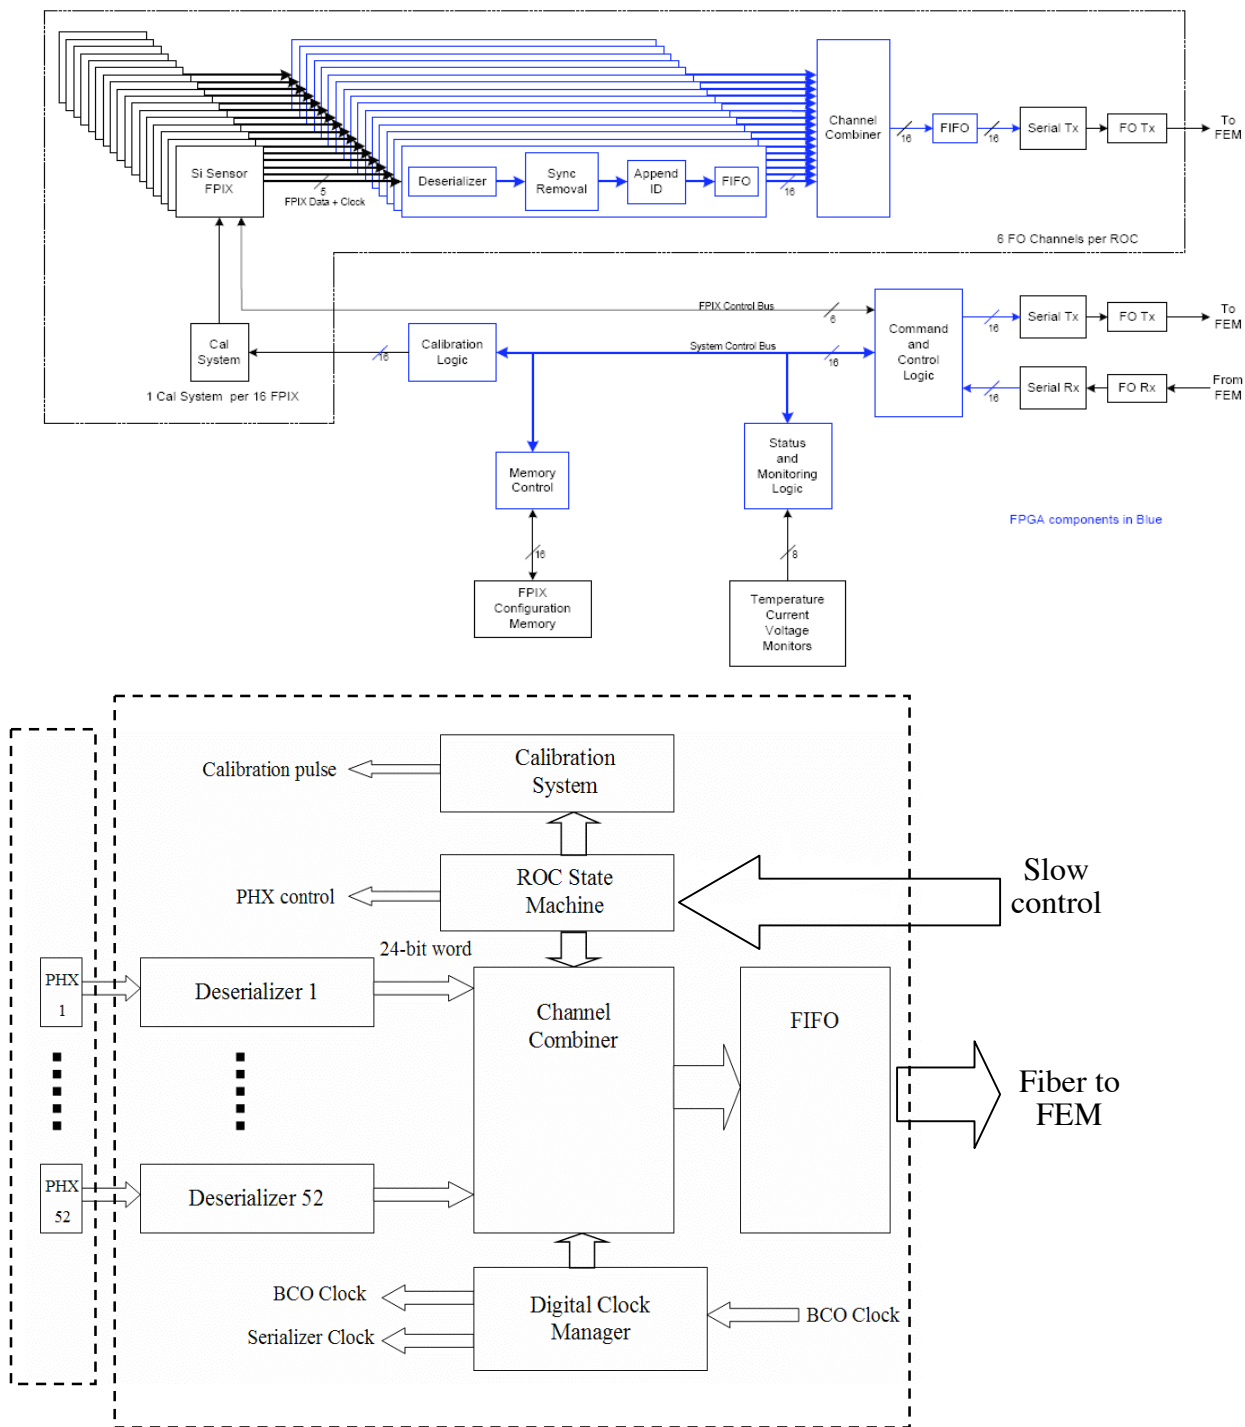 Si Sensor
FPIX
5
FPIX Data + Clock
Deserializer
Sync
Removal
Append
ID
FIFO
16
Channel
Combiner
16
FIFO
16
Serial Tx
FO Tx
To
FEM
6 FO Channels per ROC
FPIX Control Bus
6
Cal
System
16
Calibration
Logic
System Control Bus
16
Command
and
Control
Logic
16
Serial Tx
FO Tx
To
FEM
16
Serial Rx
FO Rx
From
FEM
1 Cal System per 16 FPIX
Memory
Control
Status
and
Monitoring
Logic
FPGA components in Blue
16
8
FPIX
Configuration
Memory
Temperature
Current
Voltage
Monitors
Calibration pulse
Calibration
System
PHX control
ROC State
Machine
Slow
control
24-bit word
PHX
1
Deserializer 1
Channel
Combiner
FIFO
Fiber to
FEM
PHX
52
Deserializer 52
BCO Clock
Serializer Clock
Digital Clock
Manager
BCO Clock